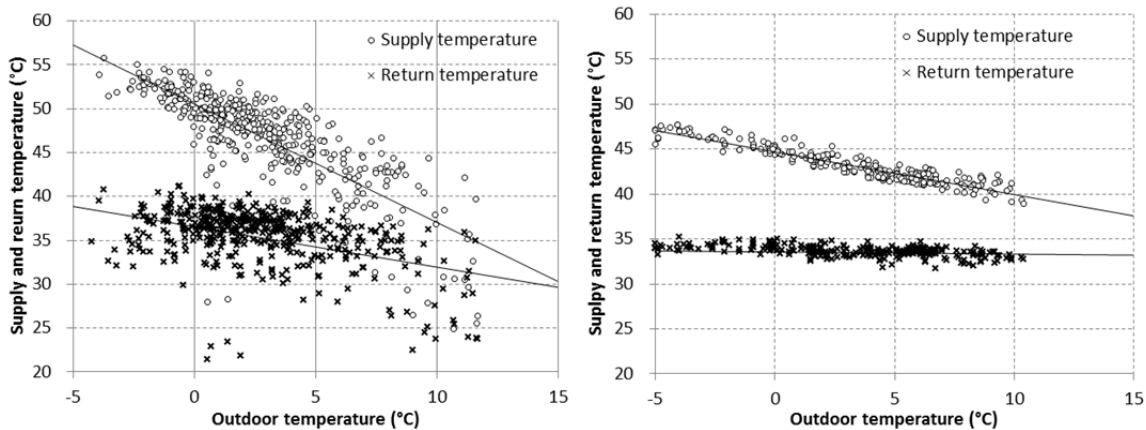 60
55
50
45
40
35
30
25
20
Supply and return temperature (°C)
○ Supply temperature
× Return temperature
-5 0 5 10 15
Outdoor temperature (°C)
60
55
50
45
40
35
30
25
20
Suplpy and return temperature (°C)
○ Supply temperature
× Return temperature
-5 0 5 10 15
Outdoor temperature (°C)